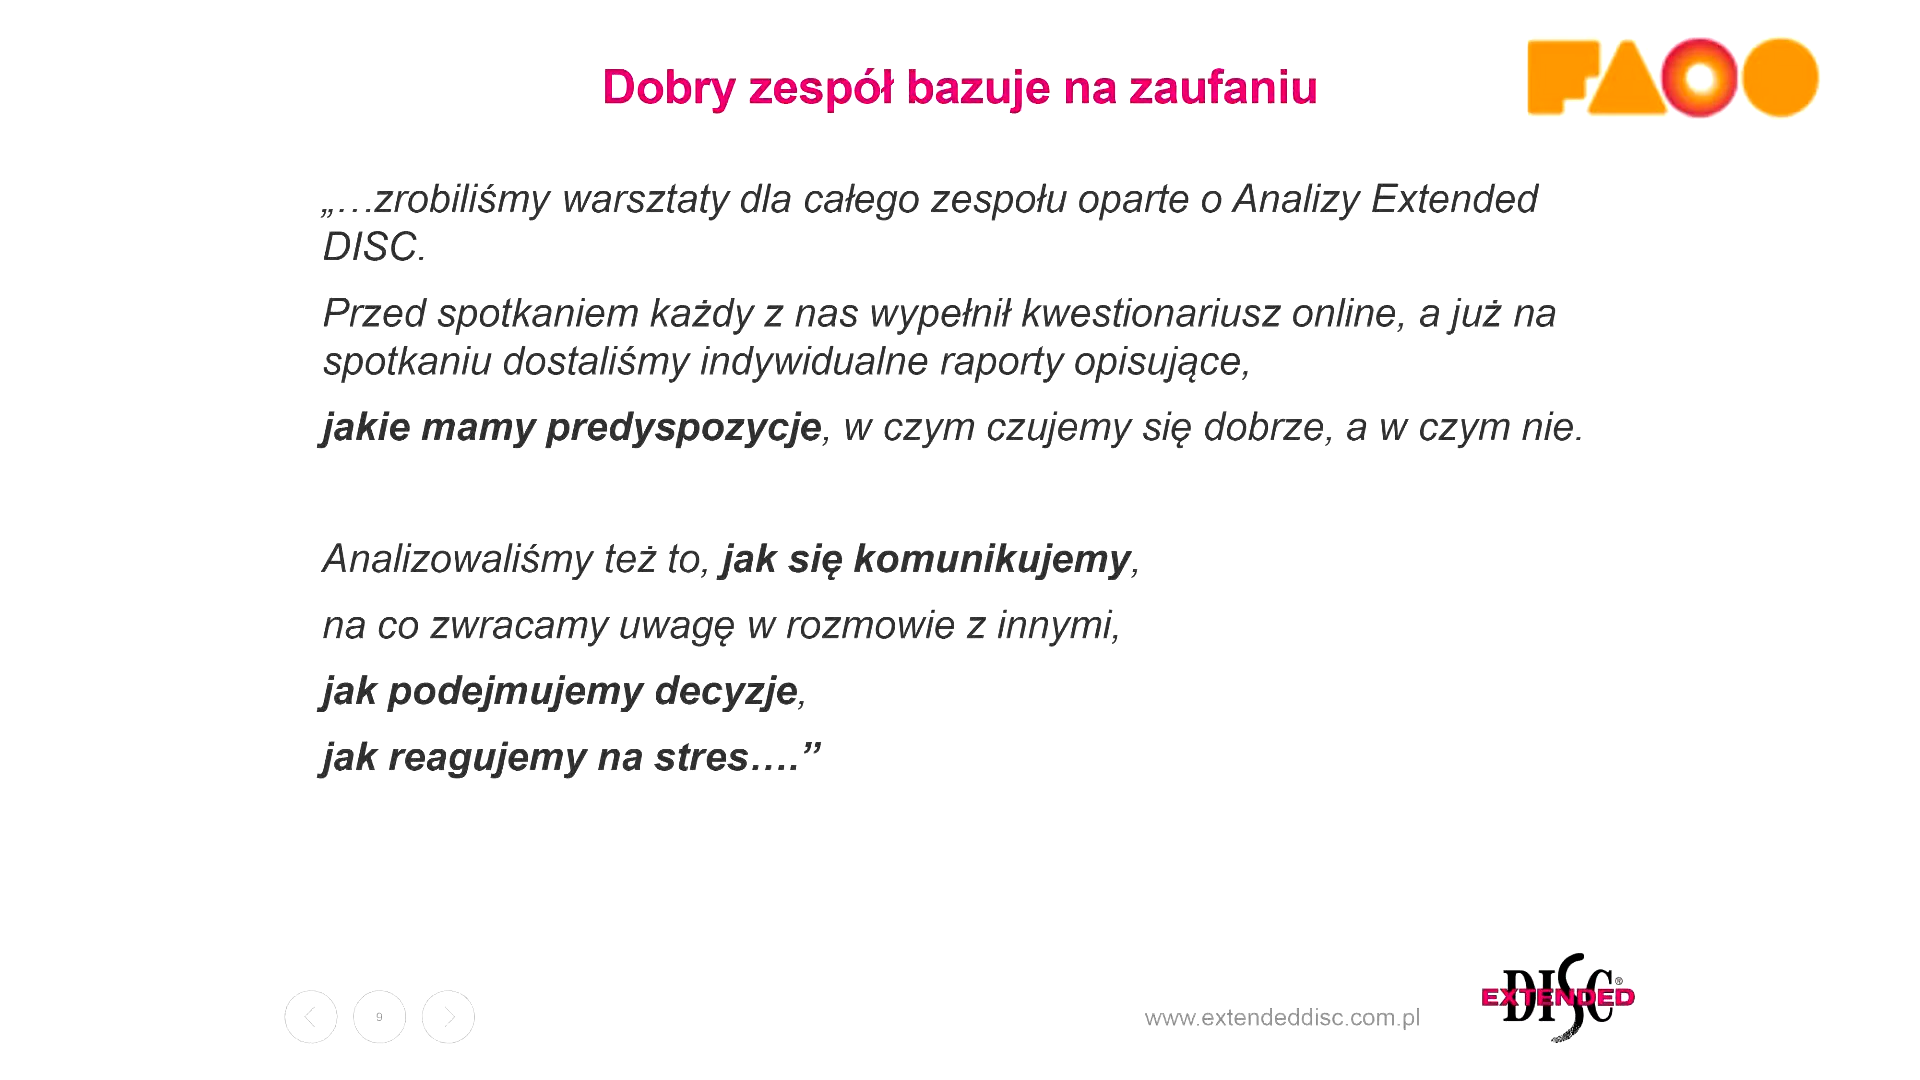 Dobry zespół bazuje na zaufaniu
FAOO
„…zrobiliśmy warsztaty dla całego zespołu oparte o Analizy Extended
DISC.
Przed spotkaniem każdy z nas wypełnił kwestionariusz online, a już na
spotkaniu dostaliśmy indywidualne raporty opisujące,
jakie mamy predyspozycje, w czym czujemy się dobrze, a w czym nie.
Analizowaliśmy też to, jak się komunikujemy,
na co zwracamy uwagę w rozmowie z innymi,
jak podejmujemy decyzje,
jak reagujemy na stres….”
9
www.extendeddisc.com.pl
DISC®
EXTENDED